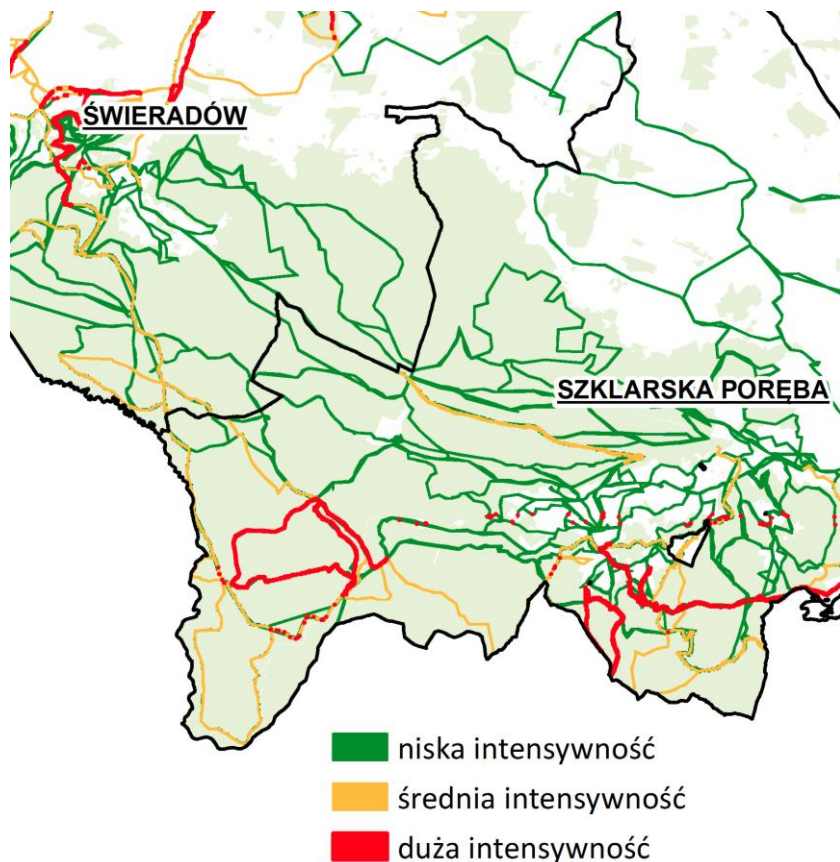 ŚWIERADÓW
SZKLARSKA PORĘBA
niska intensywność
średnia intensywność
duża intensywność